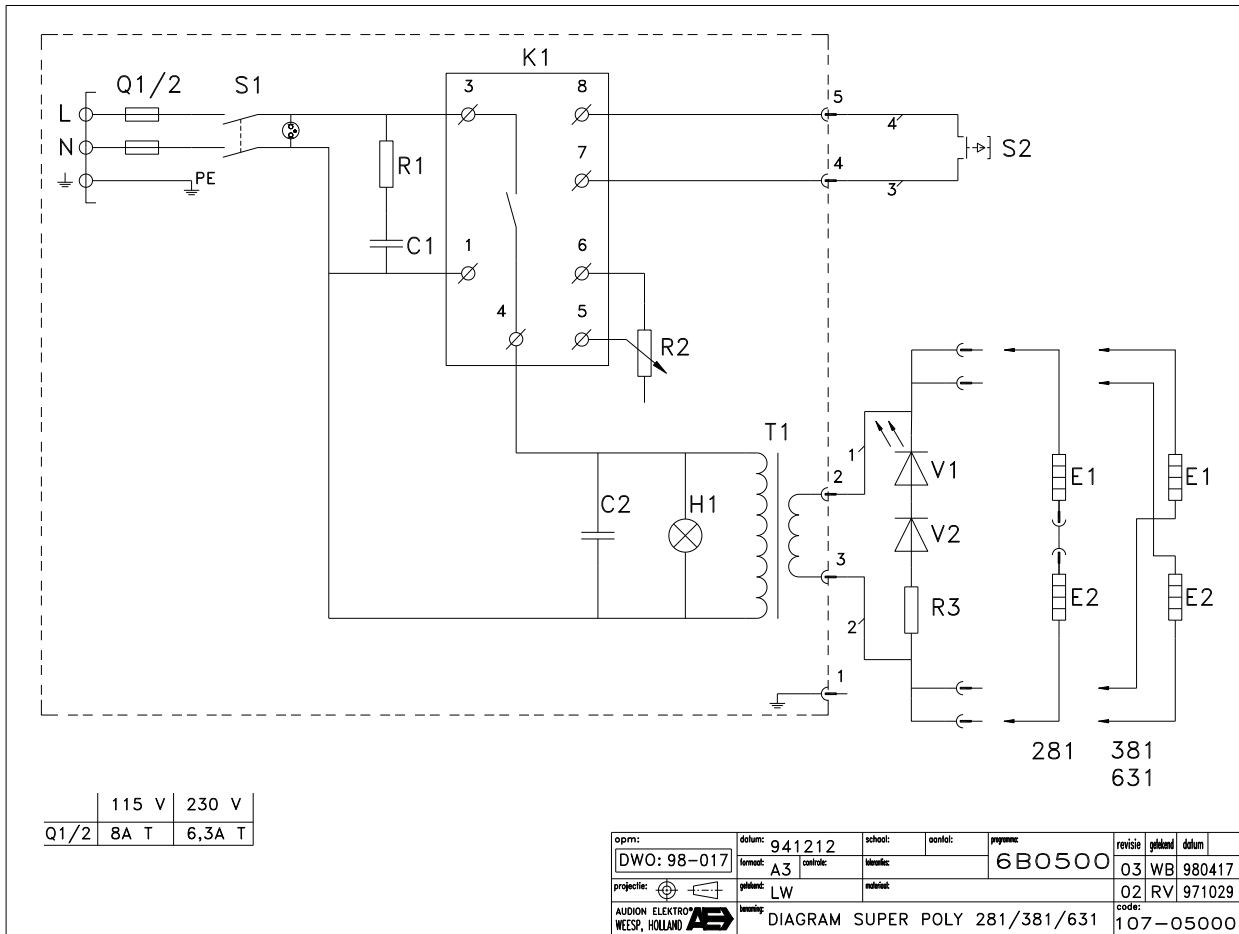 K1
Q1/2 S1
3 8 5
L
4
S2
N
7 4
R1
PE
3
C1
1 6
4 5
R2
T1
1
V1 E1 E1
2
C2 H1
V2
3
R3 E2 E2
2
1
281 381
631
115 V 230 V
Q1/2 8A T 6,3A T
opm: datum: 941212 schaal: aantal: programma: 6B0500 revisie getekend datum
DWO: 98-017 formaat: A3 controle: toleranties: 03 WB 980417
projectie: getekend: LW materiaal: 02 RV 971029
AUDION ELEKTRO® AE benaming: DIAGRAM SUPER POLY 281/381/631 code: 107-05000
WEESP, HOLLAND